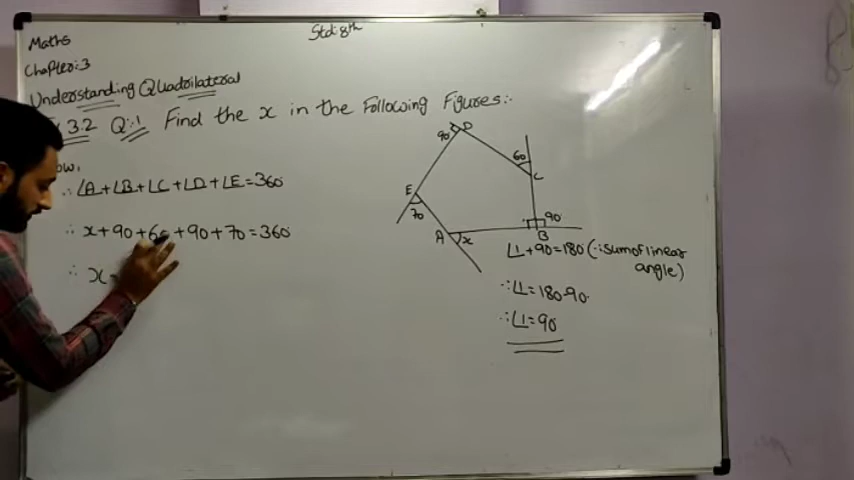 Maths
Std: 8th
Chapter: 3
Understanding Quadrilateral
3.2 Q:1 Find the x in the Following Figures:-
∴ ∠A + ∠B + ∠C + ∠D + ∠E = 360°
∴ x + 90 + 60 + 90 + 70 = 360°
∴ x
90 D
60
C
E
70
A x
90
B
∠1 + 90 = 180° (∵ sum of linear
angle)
∴ ∠1 = 180-90
∴ ∠1 = 90°